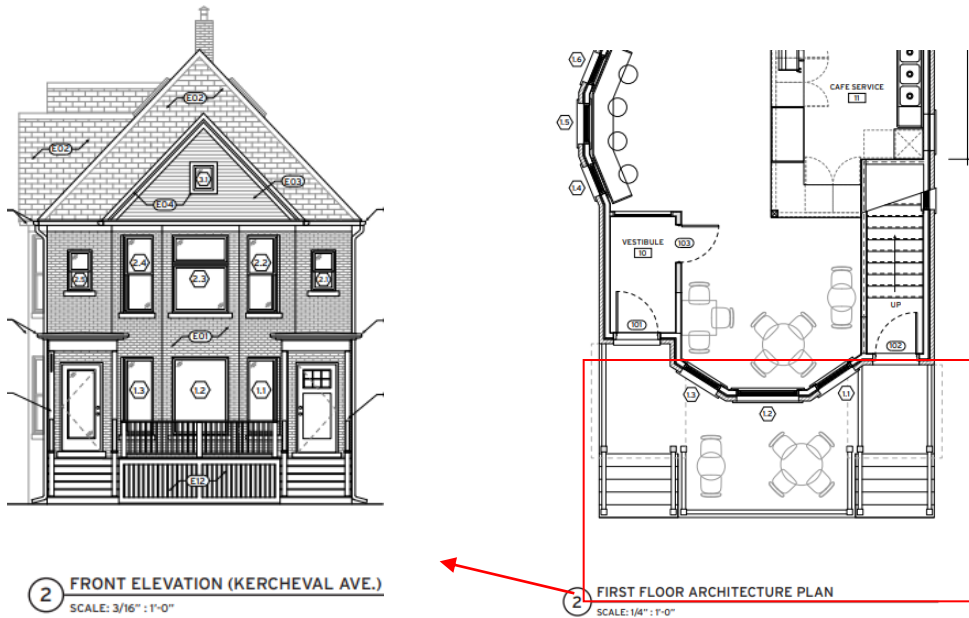 E02
E02
3.1
E03
E04
2.4
2.3
2.2
2.5
2.1
E01
1.3
1.2
1.1
E12
2
FRONT ELEVATION (KERCHEVAL AVE.)
SCALE: 3/16" : 1'-0"
1.6
1.5
1.4
CAFE SERVICE
11
VESTIBULE
10
103
101
UP
102
1.3
1.2
1.1
2
FIRST FLOOR ARCHITECTURE PLAN
SCALE: 1/4" : 1'-0"